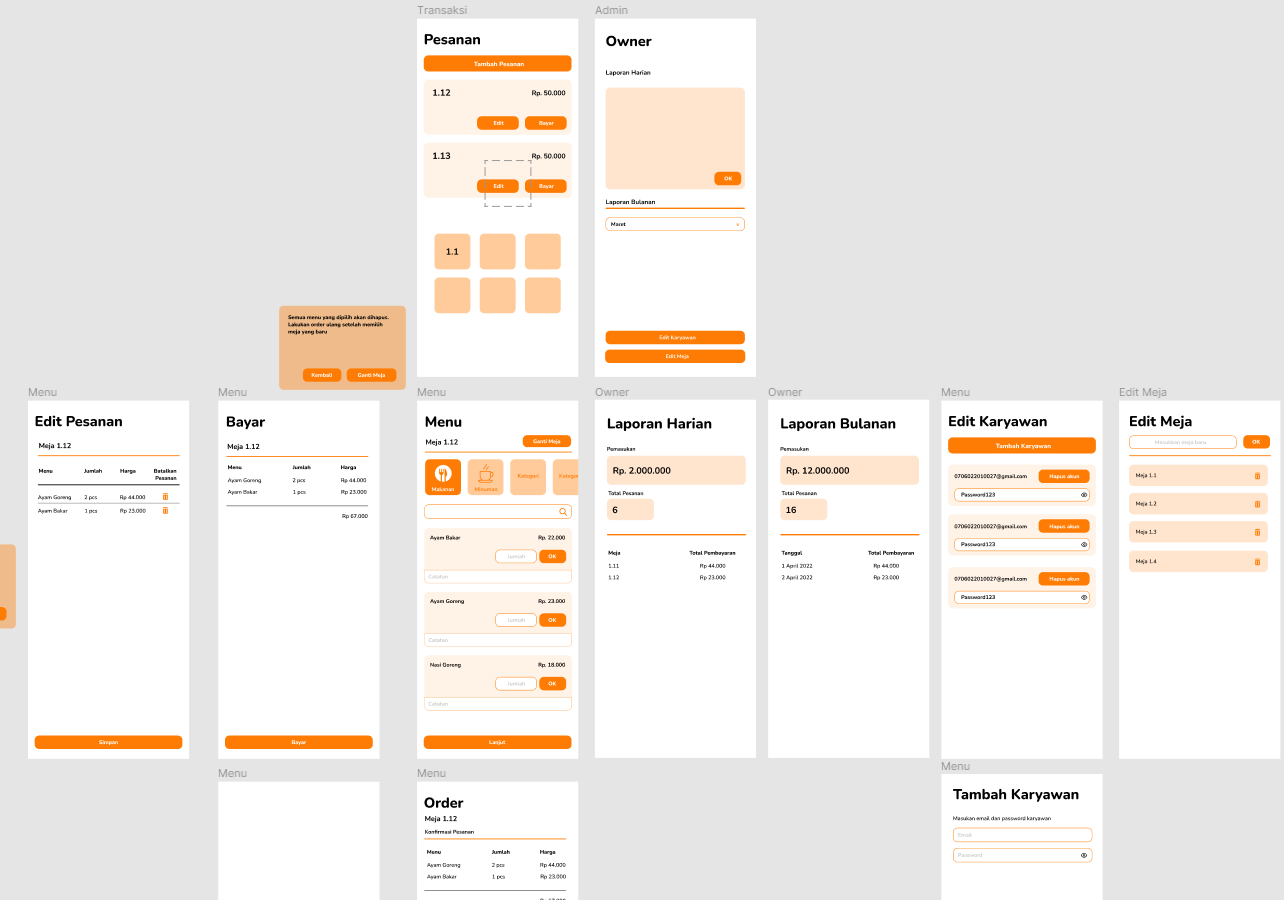 Transaksi
Pesanan
Tambah Pesanan
1.12
Rp. 50.000
Edit
Bayar
1.13
Rp. 50.000
Edit
Bayar
1.1
Admin
Owner
Laporan Harian
OK
Laporan Bulanan
Maret
v
Edit Karyawan
Edit Meja
Semua menu yang dipilih akan dihapus.
Lakukan order ulang setelah memilih
meja yang baru
Kembali
Ganti Meja
Menu
Edit Pesanan
Meja 1.12
Menu Jumlah Harga Batalkan
Pesanan
Ayam Goreng 2 pcs Rp 44.000
Ayam Bakar 1 pcs Rp 23.000
Simpan
Menu
Bayar
Meja 1.12
Menu Jumlah Harga
Ayam Goreng 2 pcs Rp 44.000
Ayam Bakar 1 pcs Rp 23.000
Rp 67.000
Bayar
Menu
Menu
Meja 1.12
Ganti Meja
Makanan
Minuman
Kategori
Katego
Ayam Bakar Rp. 22.000
Jumlah
OK
Catatan
Ayam Goreng Rp. 23.000
Jumlah
OK
Catatan
Nasi Goreng Rp. 18.000
Jumlah
OK
Catatan
Lanjut
Owner
Laporan Harian
Pemasukan
Rp. 2.000.000
Total Pesanan
6
Meja Total Pembayaran
1.11 Rp 44.000
1.12 Rp 23.000
Owner
Laporan Bulanan
Pemasukan
Rp. 12.000.000
Total Pesanan
16
Tanggal Total Pembayaran
1 April 2022 Rp 44.000
2 April 2022 Rp 23.000
Menu
Edit Karyawan
Tambah Karyawan
0706022010027@gmail.com
Hapus akun
Password123
0706022010027@gmail.com
Hapus akun
Password123
0706022010027@gmail.com
Hapus akun
Password123
Edit Meja
Edit Meja
Masukkan meja baru
OK
Meja 1.1
Meja 1.2
Meja 1.3
Meja 1.4
Menu
Menu
Order
Meja 1.12
Konfirmasi Pesanan
Menu Jumlah Harga
Ayam Goreng 2 pcs Rp 44.000
Ayam Bakar 1 pcs Rp 23.000
Menu
Tambah Karyawan
Masukan email dan password karyawan
Email
Password